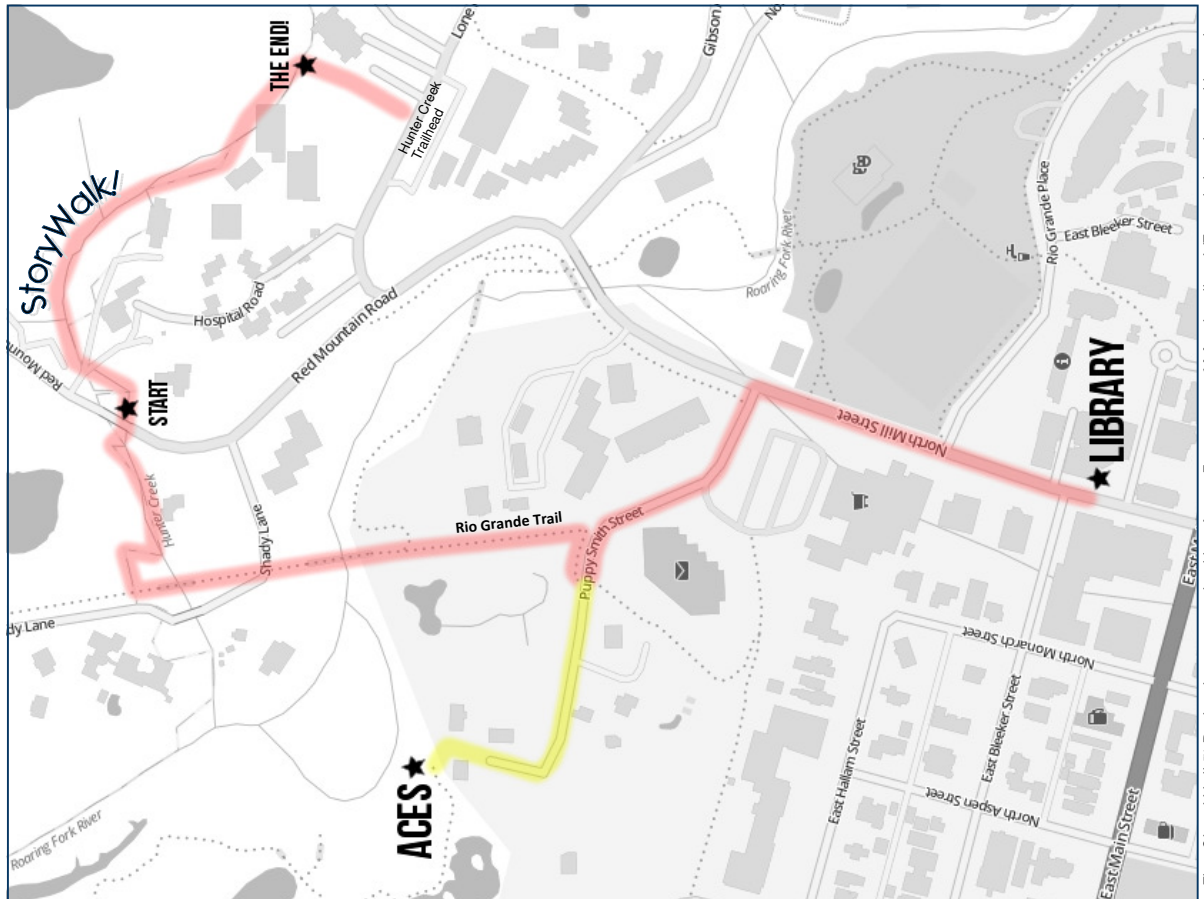 THE END!
Lone
Gibson
No
Hunter Creek
Trailhead
StoryWalk
Rio Grande Place
East Bleeker Street
Roaring Fork River
Hospital Road
Red Mountain Road
Red Moun
START
LIBRARY
North Mill Street
Hunter Creek
Shady Lane
Rio Grande Trail
Puppy Smith Street
dy Lane
North Monarch Street
East Bleeker Street
East Hallam Street
North Aspen Street
ACES
Roaring Fork River
East Main Street